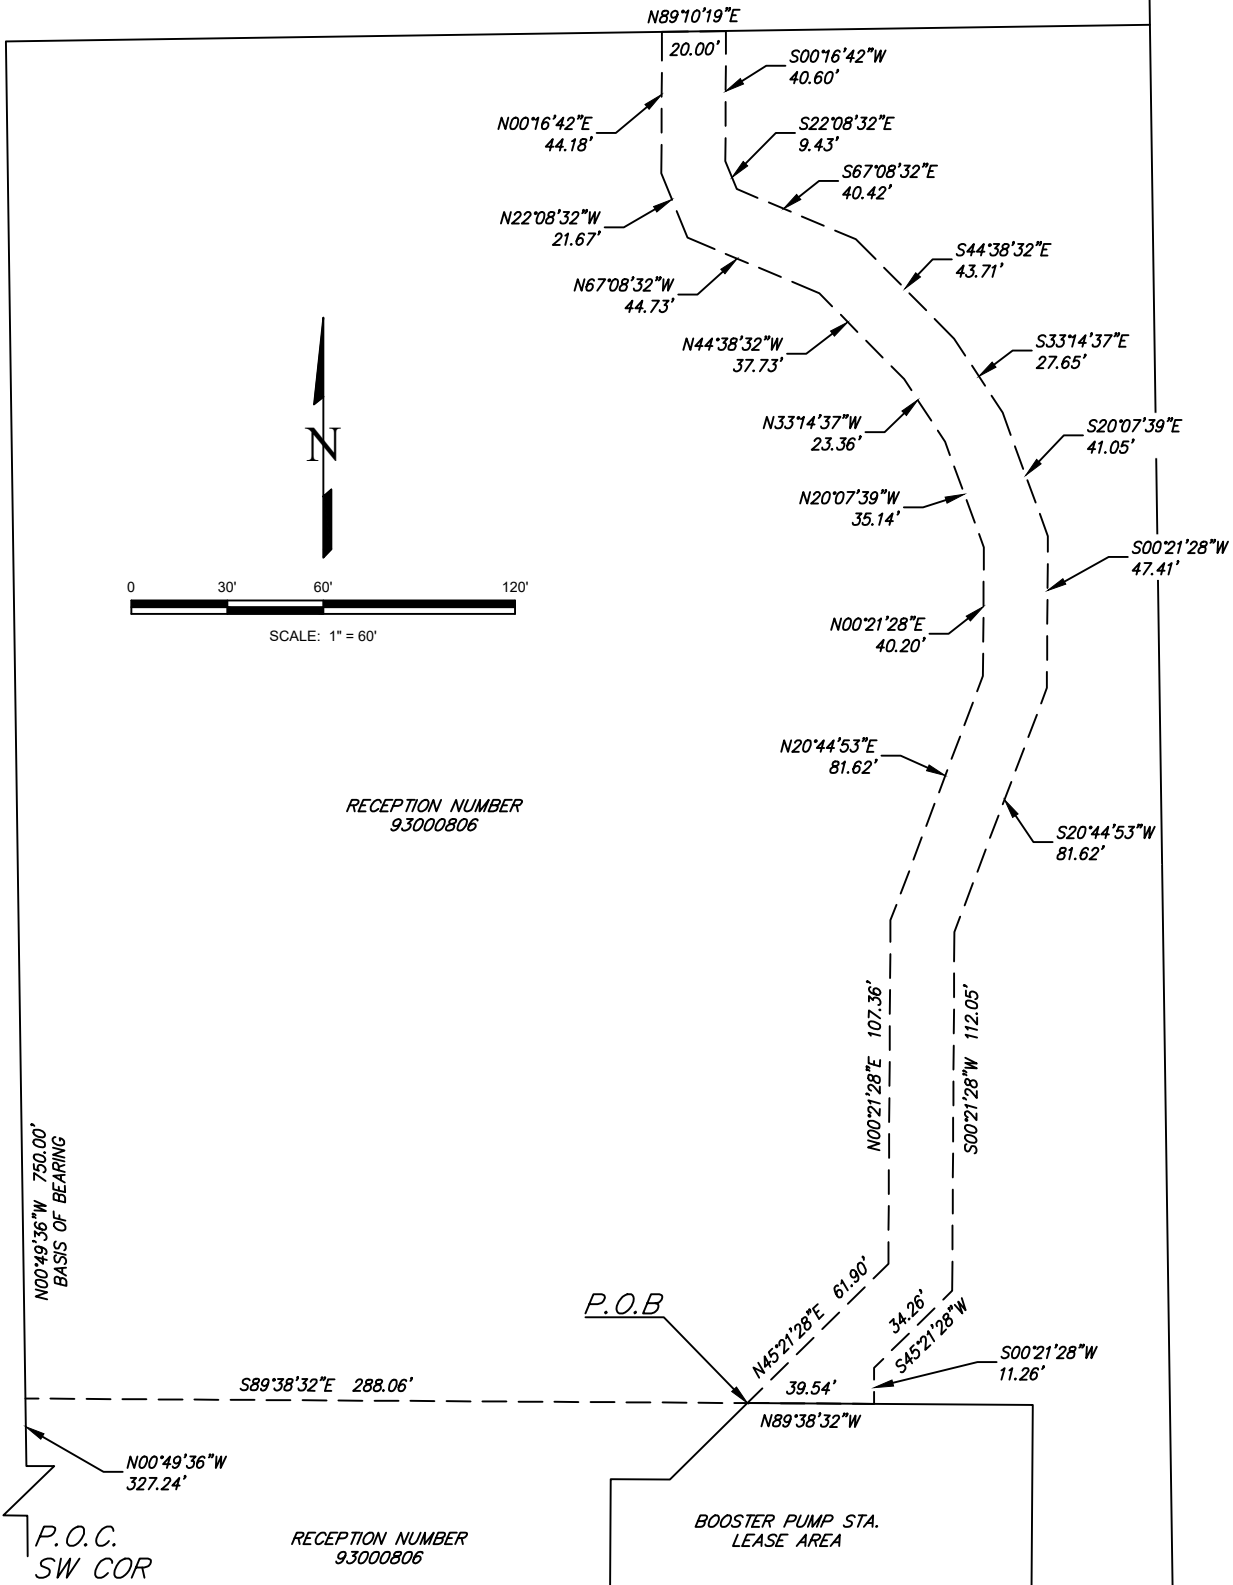 N89°10'19"E
20.00'
S00°16'42"W
40.60'
N00°16'42"E
44.18'
S22°08'32"E
9.43'
S67°08'32"E
40.42'
N22°08'32"W
21.67'
S44°38'32"E
43.71'
N67°08'32"W
44.73'
N44°38'32"W
37.73'
S33°14'37"E
27.65'
N33°14'37"W
23.36'
S20°07'39"E
41.05'
N
N20°07'39"W
35.14'
S00°21'28"W
47.41'
0 30' 60' 120'
SCALE: 1" = 60'
N00°21'28"E
40.20'
N20°44'53"E
81.62'
RECEPTION NUMBER
93000806
S20°44'53"W
81.62'
N00°21'28"E 107.36'
S00°21'28"W 112.05'
N00°49'36"W 750.00'
BASIS OF BEARING
P.O.B
N45°21'28"E 61.90'
34.26'
S45°21'28"W
S00°21'28"W
11.26'
S89°38'32"E 288.06'
39.54'
N89°38'32"W
N00°49'36"W
327.24'
P.O.C.
SW COR
RECEPTION NUMBER
93000806
BOOSTER PUMP STA.
LEASE AREA